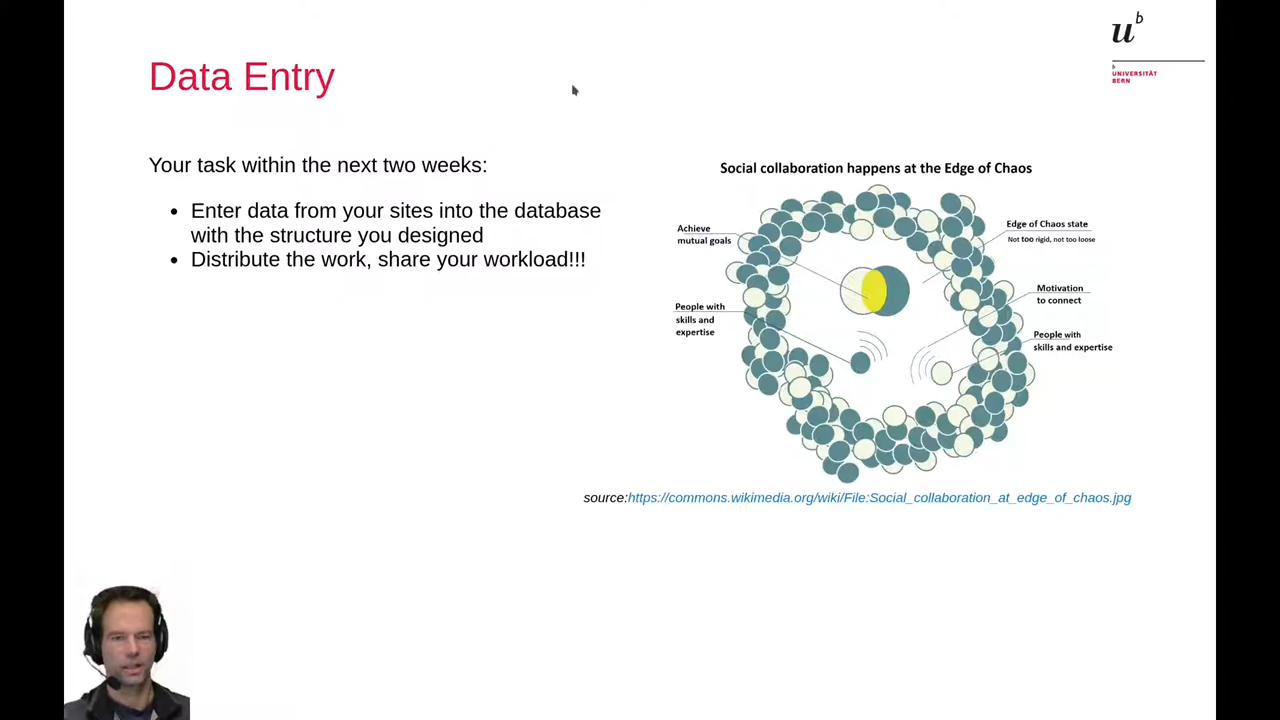 u^b
b
UNIVERSITÄT
BERN
Data Entry
Your task within the next two weeks:
• Enter data from your sites into the database
with the structure you designed
• Distribute the work, share your workload!!!
Social collaboration happens at the Edge of Chaos
Achieve
mutual goals
People with
skills and
expertise
Edge of Chaos state
Not too rigid, not too loose
Motivation
to connect
People with
skills and expertise
source:https://commons.wikimedia.org/wiki/File:Social_collaboration_at_edge_of_chaos.jpg